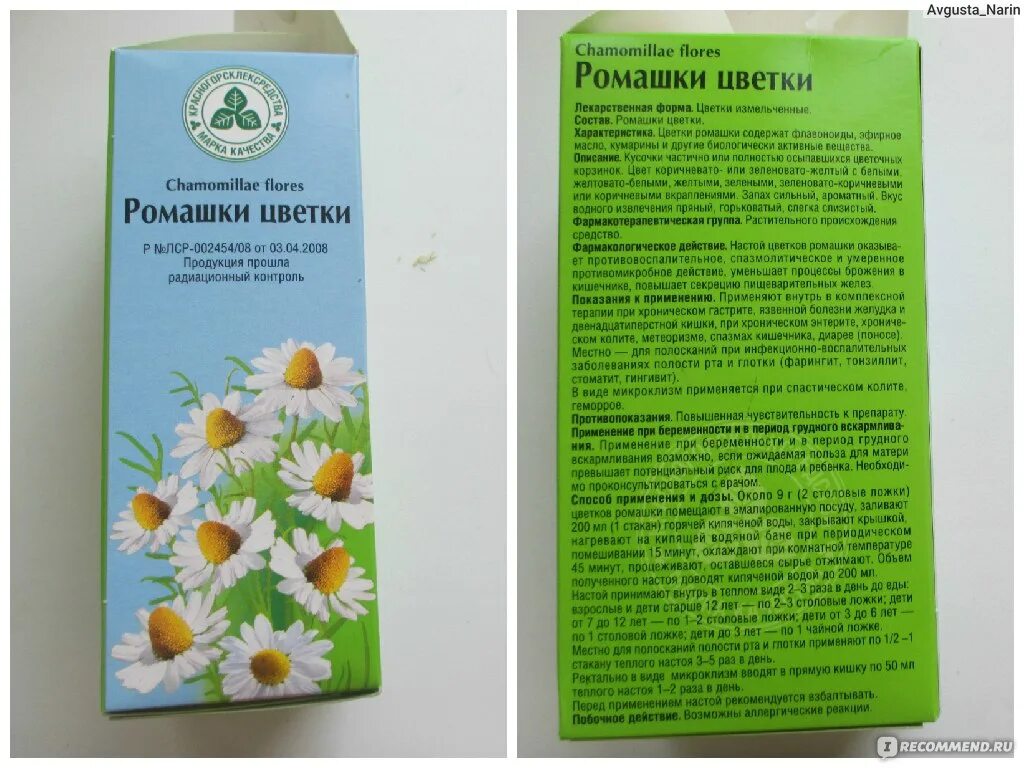 КРАСНОГОРСКЛЕКСРЕДСТВА
МАРКА КАЧЕСТВА
Chamomillae flores
Ромашки цветки
Р №ЛСР-002454/08 от 03.04.2008
Продукция прошла
радиационный контроль
Avgusta_Narin
Chamomillae flores
Ромашки цветки
Лекарственная форма. Цветки измельченные.
Состав. Ромашки цветки.
Характеристика. Цветки ромашки содержат флавоноиды, эфирное
масло, кумарины и другие биологически активные вещества.
Описание. Кусочки частично или полностью осыпавшихся цветочных
корзинок. Цвет коричневато- или зеленовато-желтый с белыми,
желтовато-белыми, желтыми, зелеными, зеленовато-коричневыми
или коричневыми вкраплениями. Запах сильный, ароматный. Вкус
водного извлечения пряный, горьковатый, слегка слизистый.
Фармакотерапевтическая группа. Растительного происхождения
средство.
Фармакологическое действие. Настой цветков ромашки оказыва-
ет противовоспалительное, спазмолитическое и умеренное
противомикробное действие, уменьшает процессы брожения в
кишечнике, повышает секрецию пищеварительных желез.
Показания к применению. Применяют внутрь в комплексной
терапии при хроническом гастрите, язвенной болезни желудка и
двенадцатиперстной кишки, при хроническом энтерите, хрониче-
ском колите, метеоризме, спазмах кишечника, диарее (поносе).
Местно — для полосканий при инфекционно-воспалительных
заболеваниях полости рта и глотки (фарингит, тонзиллит,
стоматит, гингивит).
В виде микроклизм применяется при спастическом колите,
геморрое.
Противопоказания. Повышенная чувствительность к препарату.
Применение при беременности и в период грудного вскармлива-
ния. Применение при беременности и в период грудного
вскармливания возможно, если ожидаемая польза для матери
превышает потенциальный риск для плода и ребенка. Необходи-
мо проконсультироваться с врачом.
Способ применения и дозы. Около 9 г (2 столовые ложки)
цветков ромашки помещают в эмалированную посуду, заливают
200 мл (1 стакан) горячей кипяченой воды, закрывают крышкой,
нагревают на кипящей водяной бане при периодическом
помешивании 15 минут, охлаждают при комнатной температуре
45 минут, процеживают, оставшееся сырье отжимают. Объем
полученного настоя доводят кипяченой водой до 200 мл.
Настой принимают внутрь в теплом виде 2–3 раза в день до еды:
взрослые и дети старше 12 лет — по 2–3 столовые ложки; дети
от 7 до 12 лет — по 1–2 столовые ложки; дети от 3 до 6 лет —
по 1 столовой ложке; дети до 3 лет — по 1 чайной ложке.
Местно для полосканий полости рта и глотки применяют по 1/2 –1
стакану теплого настоя 3–5 раз в день.
Ректально в виде микроклизм вводят в прямую кишку по 50 мл
теплого настоя 1–2 раза в день.
Перед применением настой рекомендуется взбалтывать.
Побочное действие. Возможны аллергические реакции.
IRECOMMEND.RU